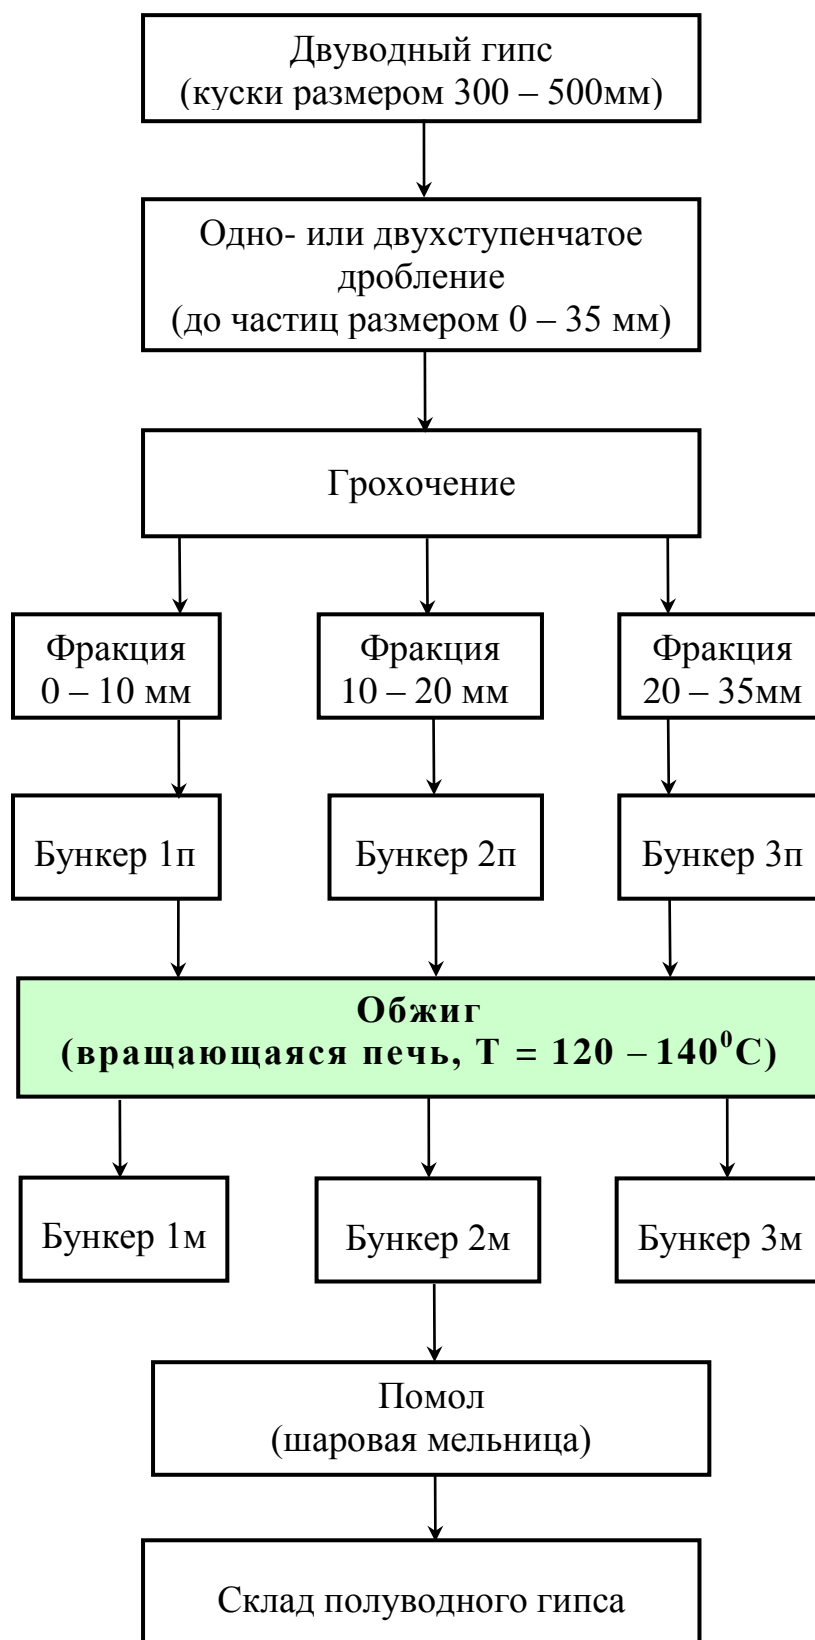 Двуводный гипс
(куски размером 300 – 500мм)
Одно- или двухступенчатое
дробление
(до частиц размером 0 – 35 мм)
Грохочение
Фракция
0 – 10 мм
Фракция
10 – 20 мм
Фракция
20 – 35мм
Бункер 1п
Бункер 2п
Бункер 3п
Обжиг
(вращающаяся печь, Т = 120 – 140⁰С)
Бункер 1м
Бункер 2м
Бункер 3м
Помол
(шаровая мельница)
Склад полуводного гипса